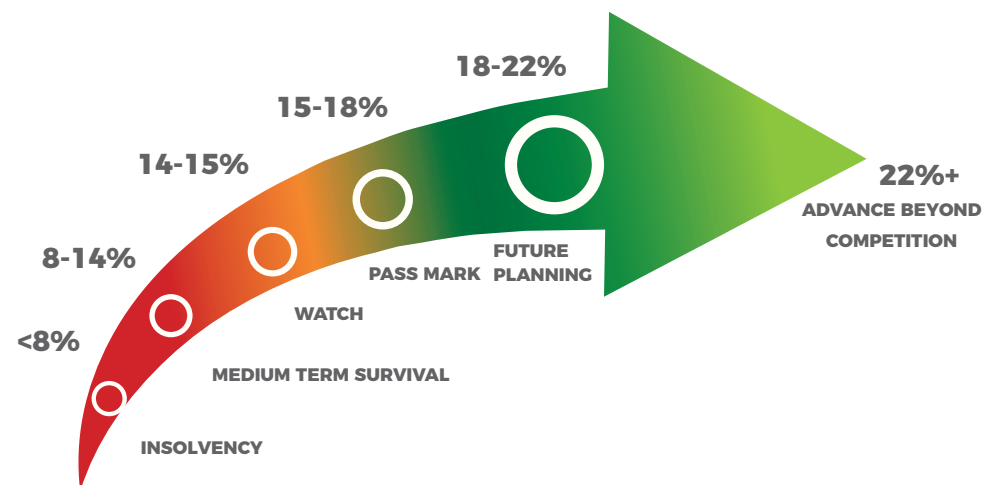 18-22%
15-18%
14-15%
22%+
ADVANCE BEYOND
COMPETITION
8-14%
FUTURE
PLANNING
PASS MARK
WATCH
<8%
MEDIUM TERM SURVIVAL
INSOLVENCY